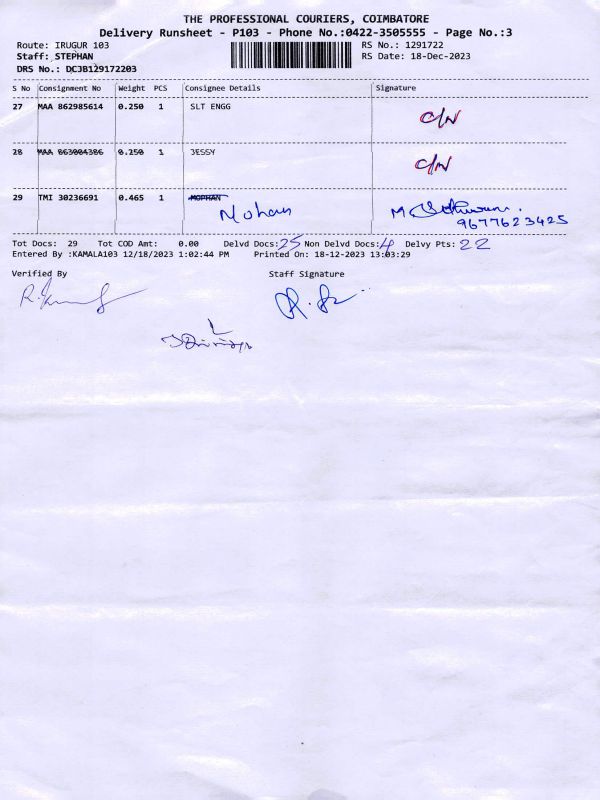 THE PROFESSIONAL COURIERS, COIMBATORE
Delivery Runsheet - P103 - Phone No.:0422-3505555 - Page No.:3
Route: IRUGUR 103 RS No.: 1291722
Staff: STEPHAN RS Date: 18-Dec-2023
DRS No.: DCJB129172203
S No Consignment No Weight PCS Consignee Details Signature
27 MAA 862985614 0.250 1 SLT ENGG C/N
28 MAA 863004386 0.250 1 JESSY C/N
29 TMI 30236691 0.465 1 MOPHAN
Mohan M
9677623425
Tot Docs: 29 Tot COD Amt: 0.00 Delvd Docs:25 Non Delvd Docs:4 Delvy Pts: 22
Entered By :KAMALA103 12/18/2023 1:02:44 PM Printed On: 18-12-2023 13:03:29
Verified By Staff Signature